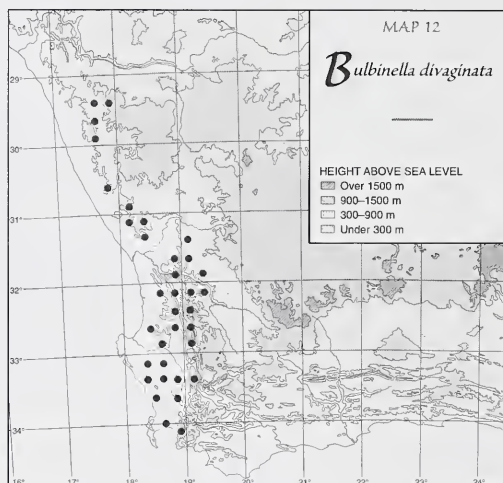 MAP 12
Bulbinella divaginata
HEIGHT ABOVE SEA LEVEL
Over 1500 m
900–1500 m
300–900 m
Under 300 m
29°
30°
31°
32°
33°
34°
16° 17° 18° 19° 20° 21° 22° 23° 24°